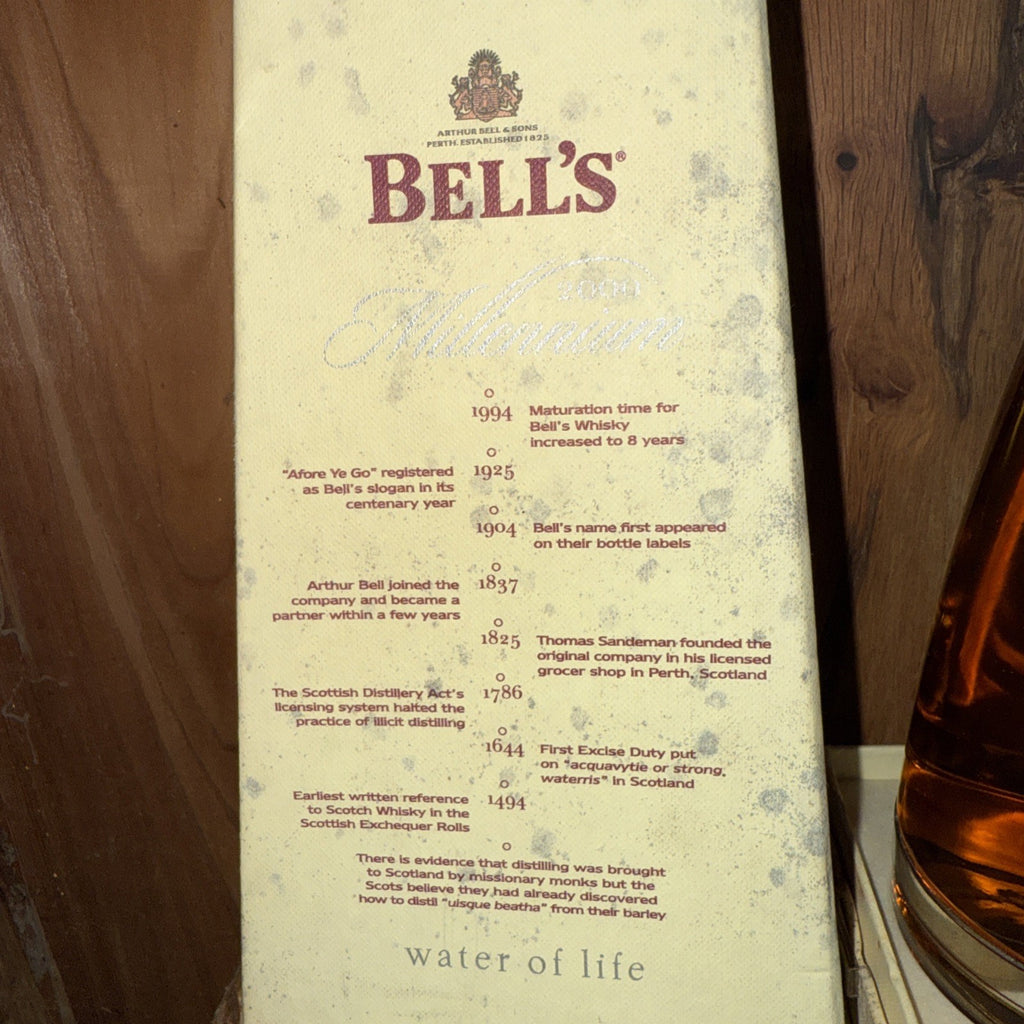 ARTHUR BELL & SONS
PERTH. ESTABLISHED 1825
BELL'S®
2000
Millennium
1994
Maturation time for
Bell's Whisky
increased to 8 years
1925
"Afore Ye Go" registered
as Bell's slogan in its
centenary year
1904
Bell's name first appeared
on their bottle labels
1837
Arthur Bell joined the
company and became a
partner within a few years
1825
Thomas Sandeman founded the
original company in his licensed
grocer shop in Perth, Scotland
1786
The Scottish Distillery Act's
licensing system halted the
practice of illicit distilling
1644
First Excise Duty put
on "acquavytie or strong,
waterris" in Scotland
1494
Earliest written reference
to Scotch Whisky in the
Scottish Exchequer Rolls
There is evidence that distilling was brought
to Scotland by missionary monks but the
Scots believe they had already discovered
how to distil "uisque beatha" from their barley
water of life